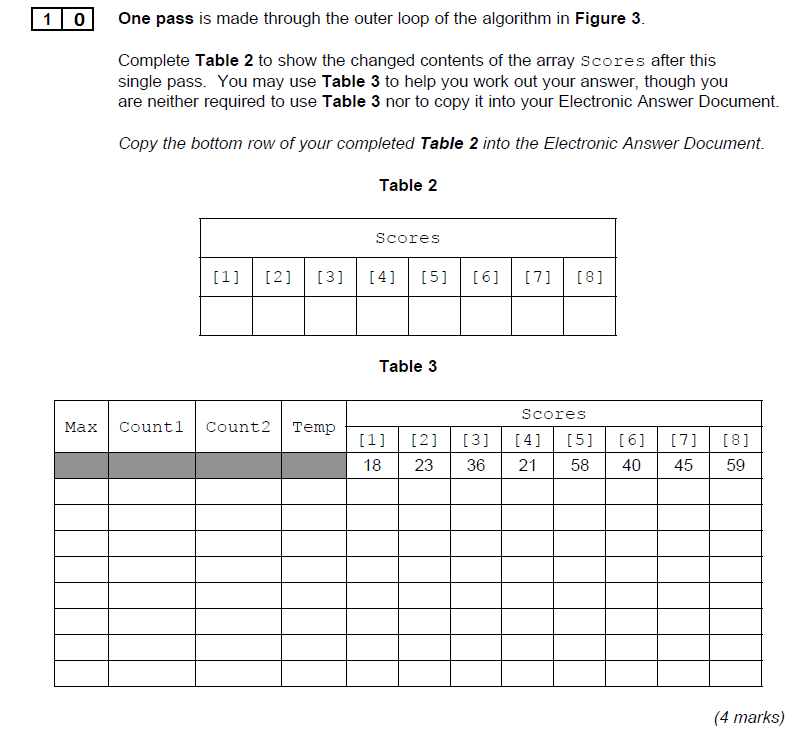 1 0 One pass is made through the outer loop of the algorithm in Figure 3.
Complete Table 2 to show the changed contents of the array Scores after this
single pass. You may use Table 3 to help you work out your answer, though you
are neither required to use Table 3 nor to copy it into your Electronic Answer Document.
Copy the bottom row of your completed Table 2 into the Electronic Answer Document.
Table 2
Scores
[1] [2] [3] [4] [5] [6] [7] [8]
Table 3
Max Count1 Count2 Temp Scores
[1] [2] [3] [4] [5] [6] [7] [8]
18 23 36 21 58 40 45 59
(4 marks)